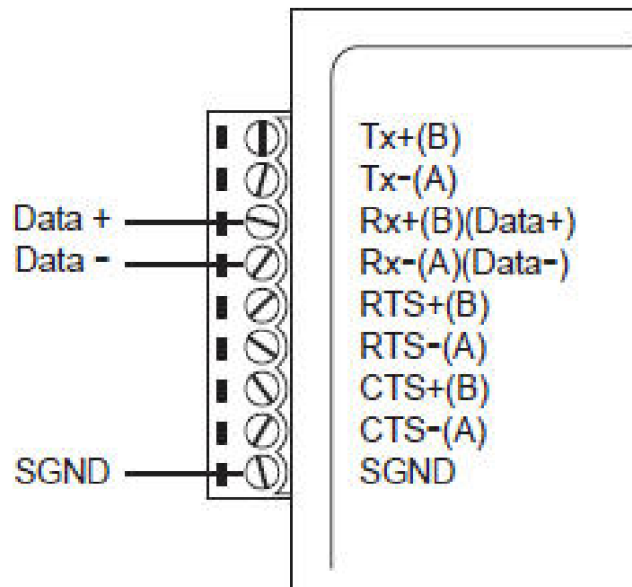 Tx+(B)
Tx-(A)
Data + Rx+(B)(Data+)
Data - Rx-(A)(Data-)
RTS+(B)
RTS-(A)
CTS+(B)
CTS-(A)
SGND SGND